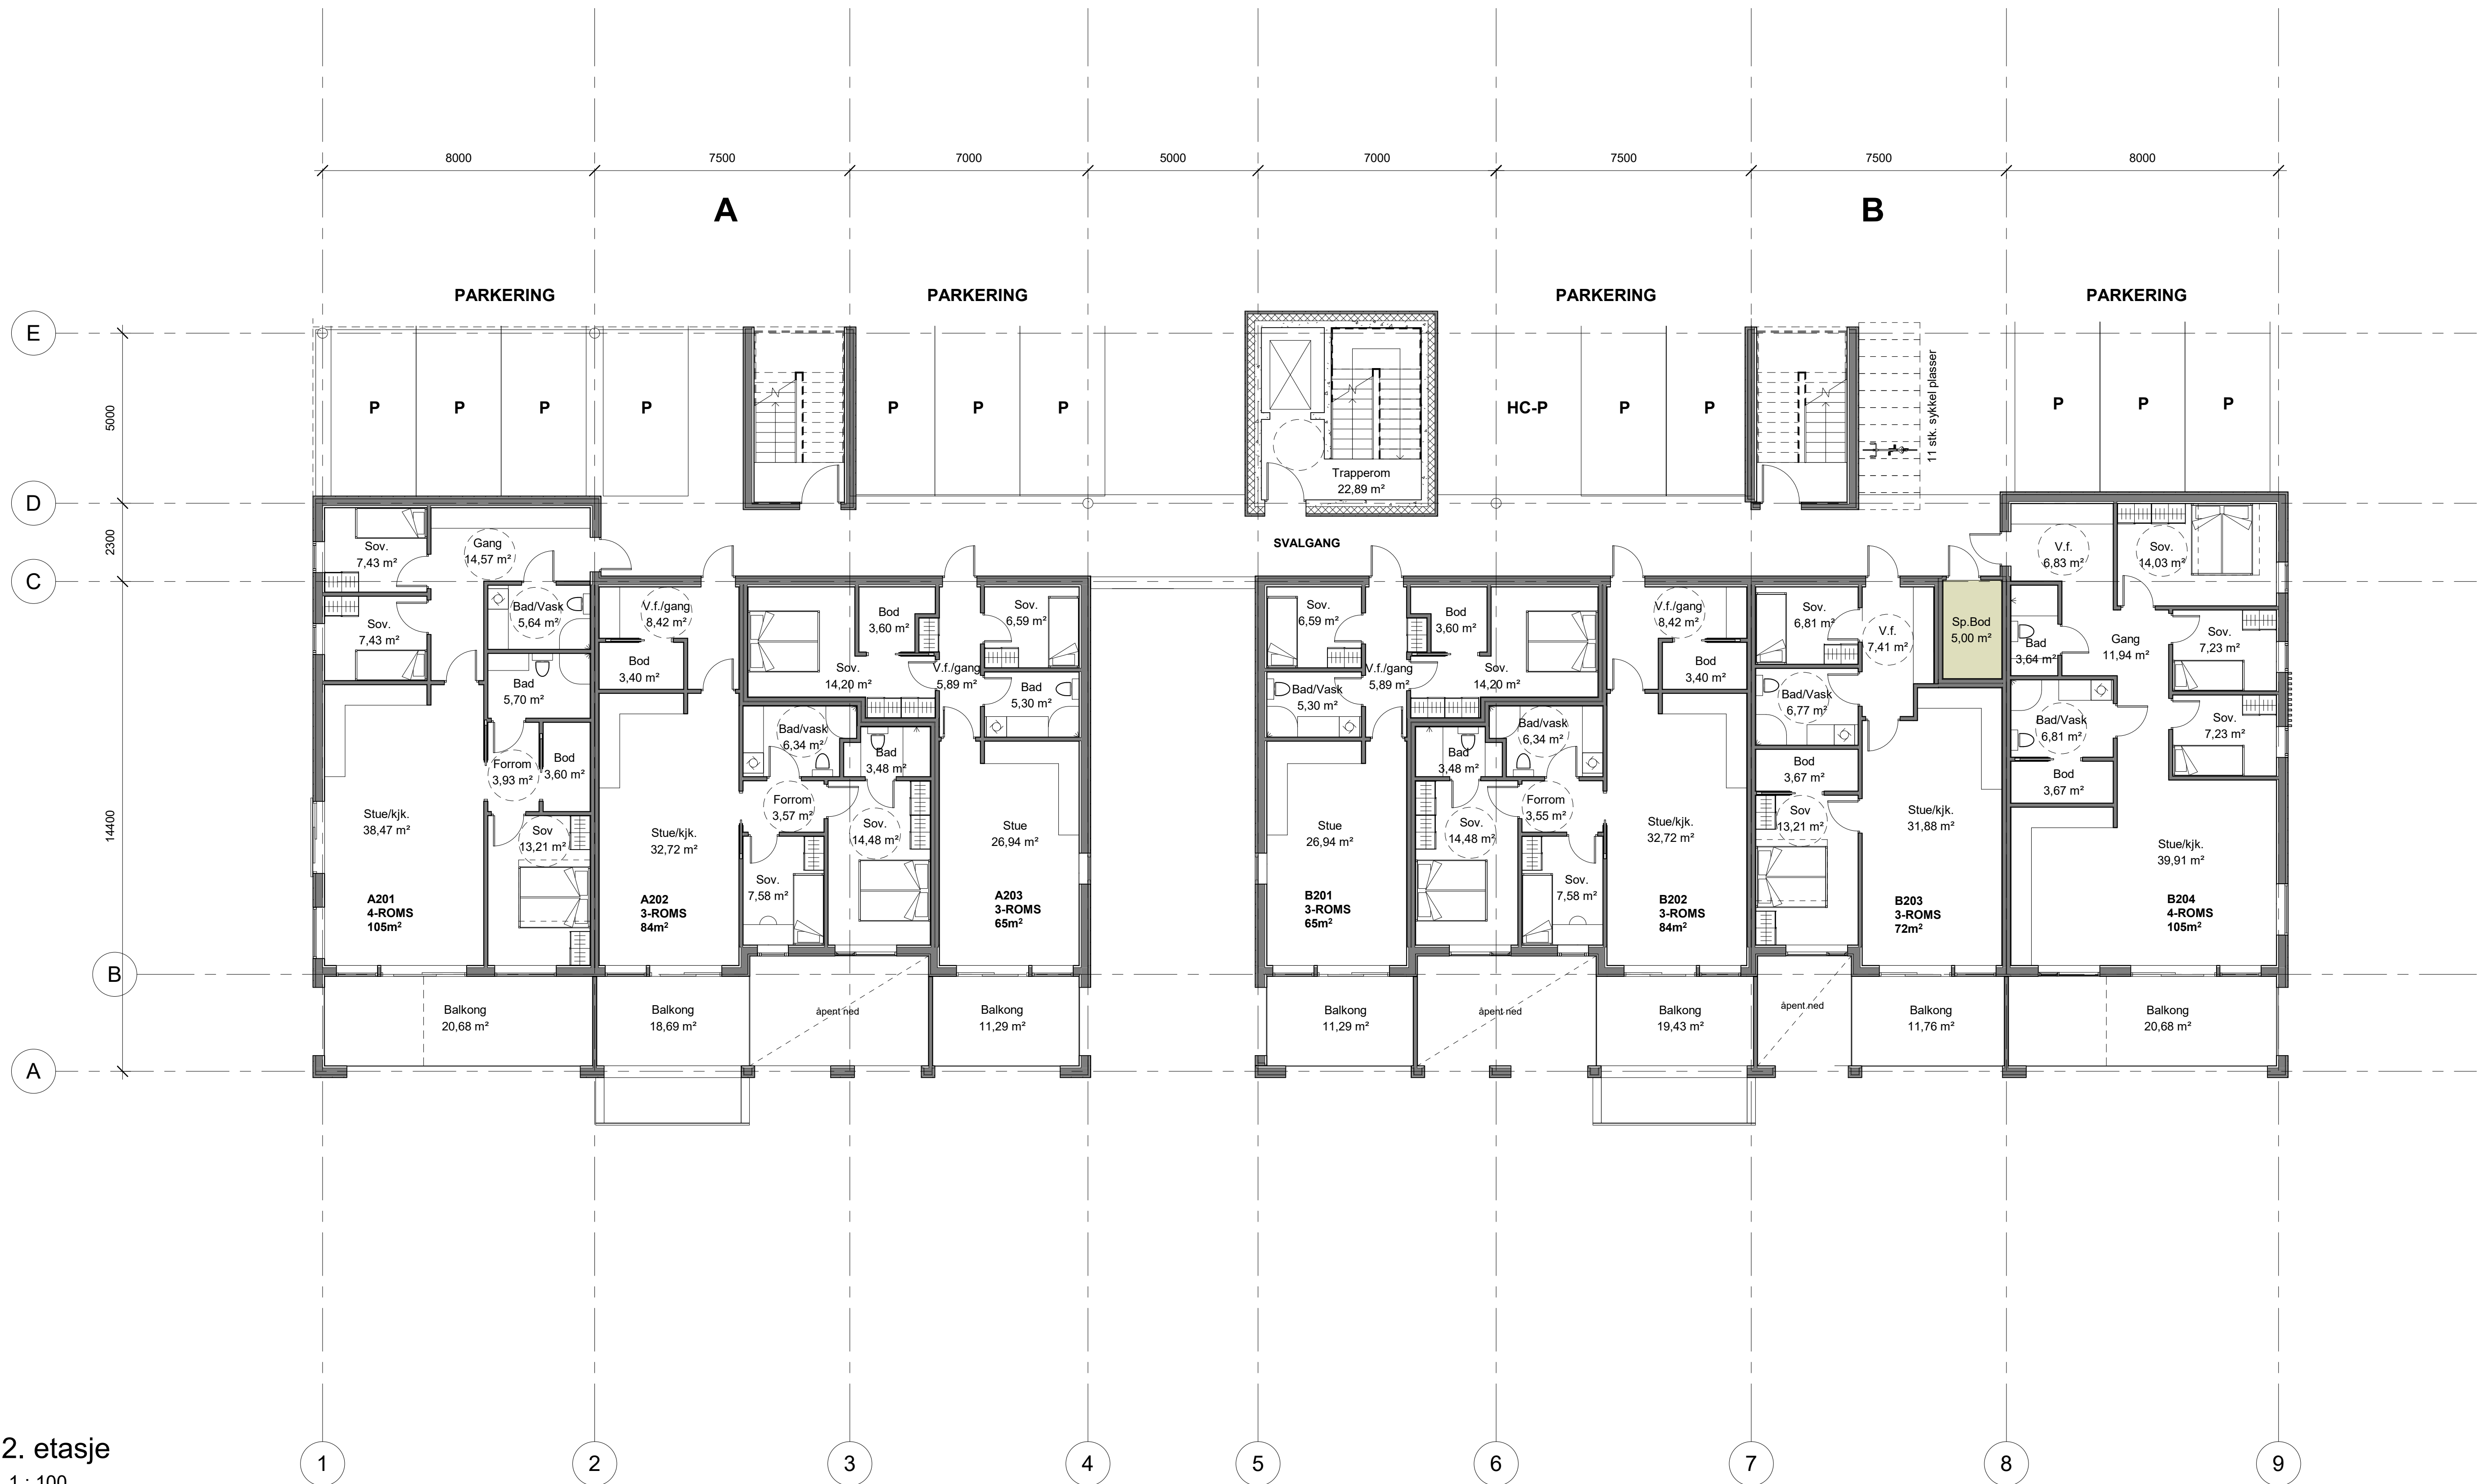 8000
7500
7000
5000
7000
7500
7500
8000
A
B
PARKERING
PARKERING
PARKERING
PARKERING
E
5000
P
P
P
P
P
P
P
HC-P
P
P
11 stk. sykkel plasser
P
P
P
Trapperom
22,89 m²
D
2300
SVALGANG
C
Sov.
7,43 m²
Gang
14,57 m²
Sov.
7,43 m²
Bad/Vask
5,64 m²
Bad
5,70 m²
Forrom
3,93 m²
Bod
3,60 m²
Stue/kjk.
38,47 m²
Sov
13,21 m²
A201
4-ROMS
105m²
V.f./gang
8,42 m²
Bod
3,40 m²
Sov.
14,20 m²
Bod
3,60 m²
V.f./gang
5,89 m²
Sov.
6,59 m²
Bad
5,30 m²
Bad/vask
6,34 m²
Bad
3,48 m²
Forrom
3,57 m²
Sov.
14,48 m²
Stue/kjk.
32,72 m²
Sov.
7,58 m²
A202
3-ROMS
84m²
Stue
26,94 m²
A203
3-ROMS
65m²
Sov.
6,59 m²
Bod
3,60 m²
Sov.
14,20 m²
V.f./gang
5,89 m²
Bad/Vask
5,30 m²
Bad
3,48 m²
Bad/vask
6,34 m²
Stue
26,94 m²
Sov.
14,48 m²
Forrom
3,55 m²
Sov.
7,58 m²
B201
3-ROMS
65m²
V.f./gang
8,42 m²
Bod
3,40 m²
Stue/kjk.
32,72 m²
B202
3-ROMS
84m²
Sov.
6,81 m²
V.f.
7,41 m²
Sp.Bod
5,00 m²
Bad/Vask
6,77 m²
Bod
3,67 m²
Sov
13,21 m²
Stue/kjk.
31,88 m²
B203
3-ROMS
72m²
V.f.
6,83 m²
Sov.
14,03 m²
Bad
3,64 m²
Gang
11,94 m²
Sov.
7,23 m²
Bad/Vask
6,81 m²
Sov.
7,23 m²
Bod
3,67 m²
Stue/kjk.
39,91 m²
B204
4-ROMS
105m²
14400
B
Balkong
20,68 m²
Balkong
18,69 m²
åpent ned
Balkong
11,29 m²
Balkong
11,29 m²
åpent ned
Balkong
19,43 m²
åpent ned
Balkong
11,76 m²
Balkong
20,68 m²
A
2. etasje
1 : 100
1
2
3
4
5
6
7
8
9